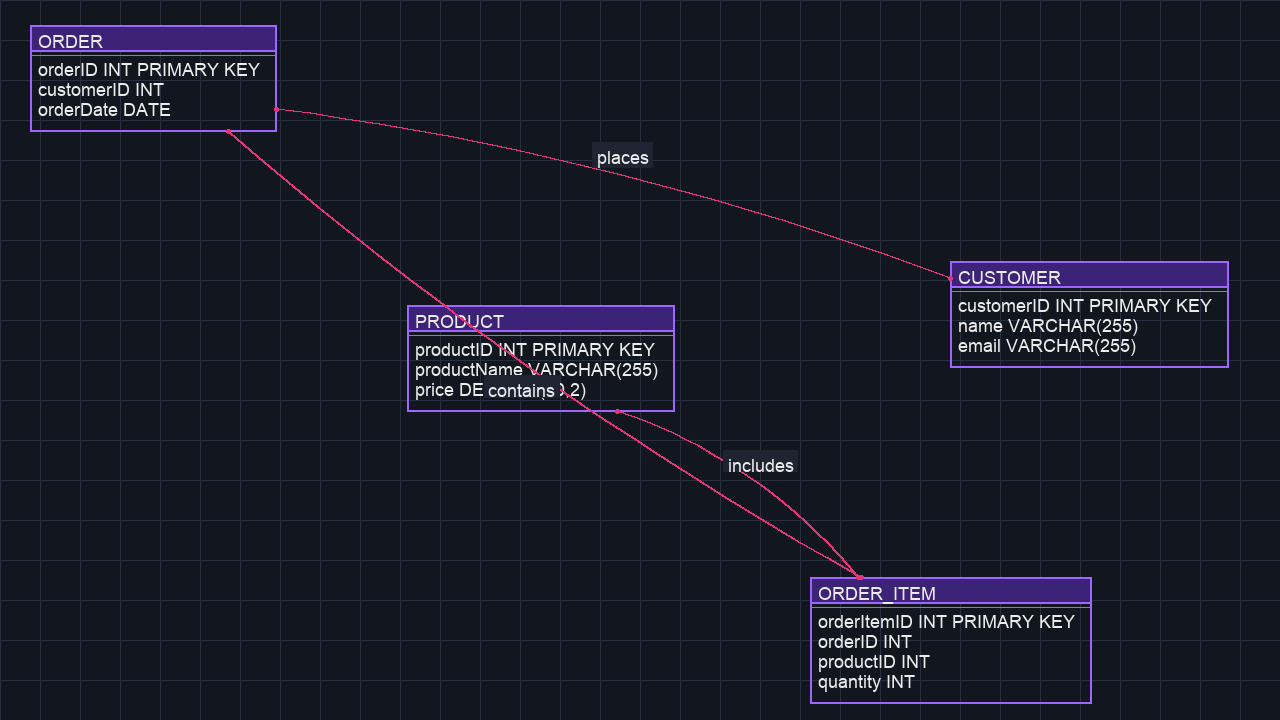 ORDER
orderID INT PRIMARY KEY
customerID INT
orderDate DATE
places
CUSTOMER
customerID INT PRIMARY KEY
name VARCHAR(255)
email VARCHAR(255)
PRODUCT
productID INT PRIMARY KEY
productName VARCHAR(255)
price
contains
includes
ORDER_ITEM
orderItemID INT PRIMARY KEY
orderID INT
productID INT
quantity INT